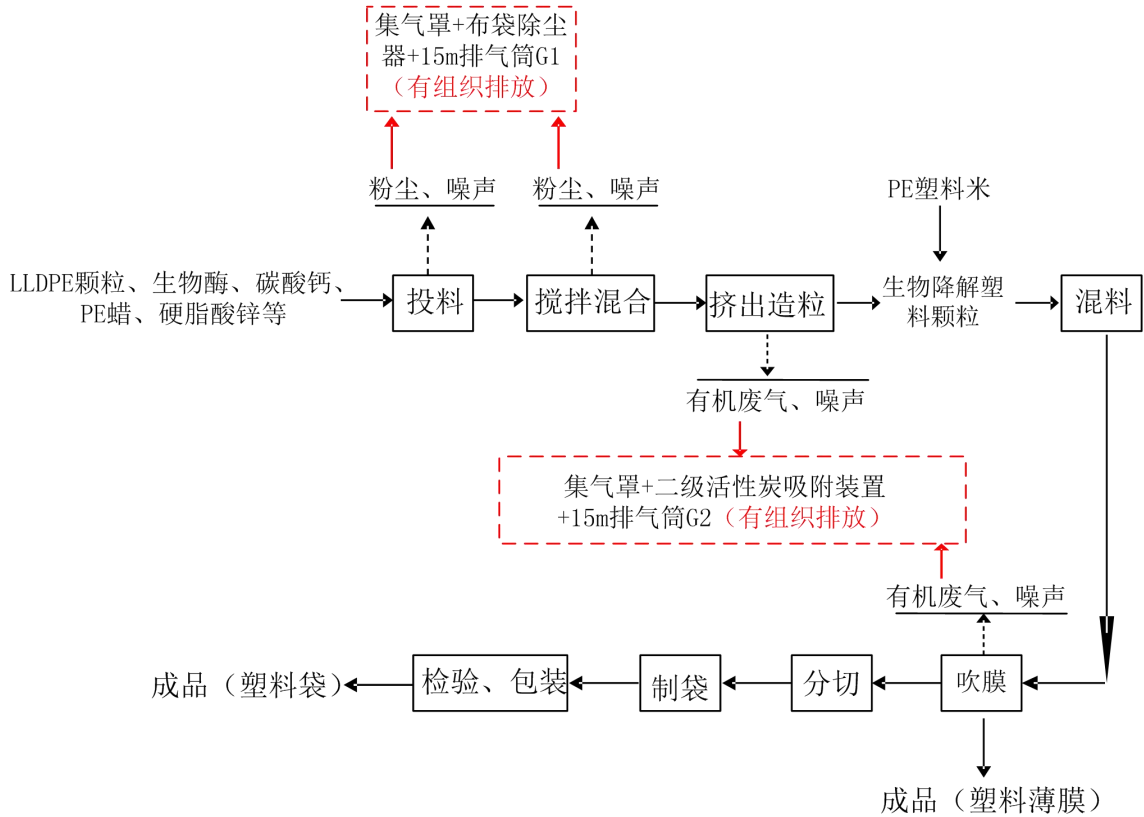 集气罩+布袋除尘
器+15m排气筒G1
（有组织排放）
粉尘、噪声
粉尘、噪声
PE塑料米
LLDPE颗粒、生物酶、碳酸钙、
PE蜡、硬脂酸锌等
投料
搅拌混合
挤出造粒
生物降解塑
料颗粒
混料
有机废气、噪声
集气罩+二级活性炭吸附装置
+15m排气筒G2（有组织排放）
有机废气、噪声
成品（塑料袋）
检验、包装
制袋
分切
吹膜
成品（塑料薄膜）